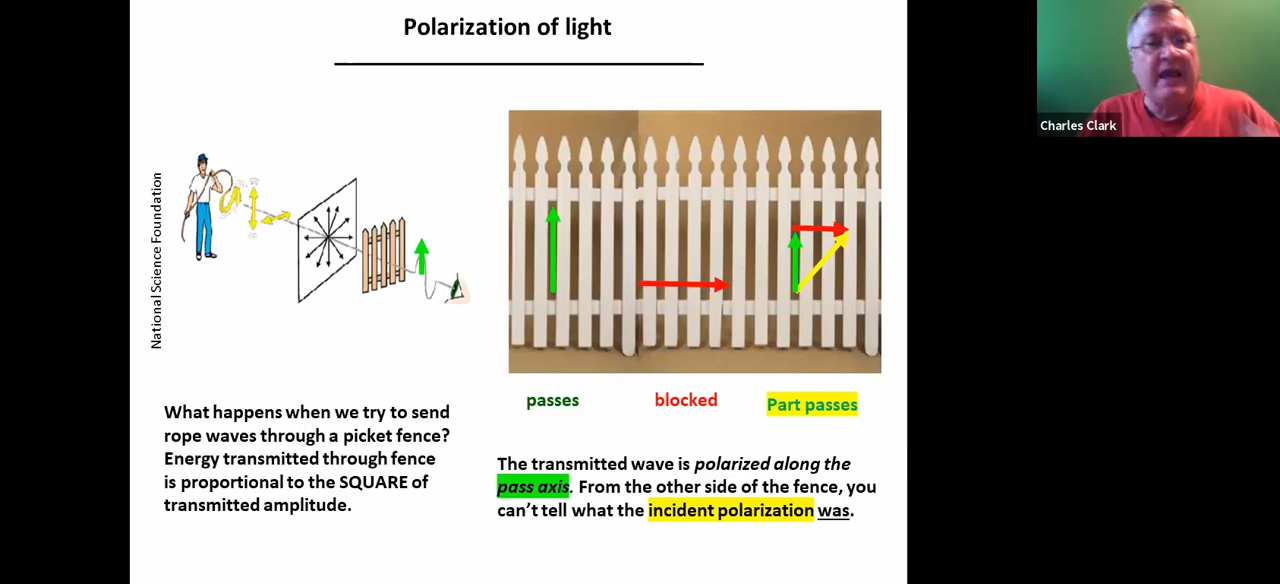 Polarization of light
Charles Clark
National Science Foundation
passes
blocked
Part passes
What happens when we try to send
rope waves through a picket fence?
Energy transmitted through fence
is proportional to the SQUARE of
transmitted amplitude.
The transmitted wave is polarized along the
pass axis. From the other side of the fence, you
can’t tell what the incident polarization was.